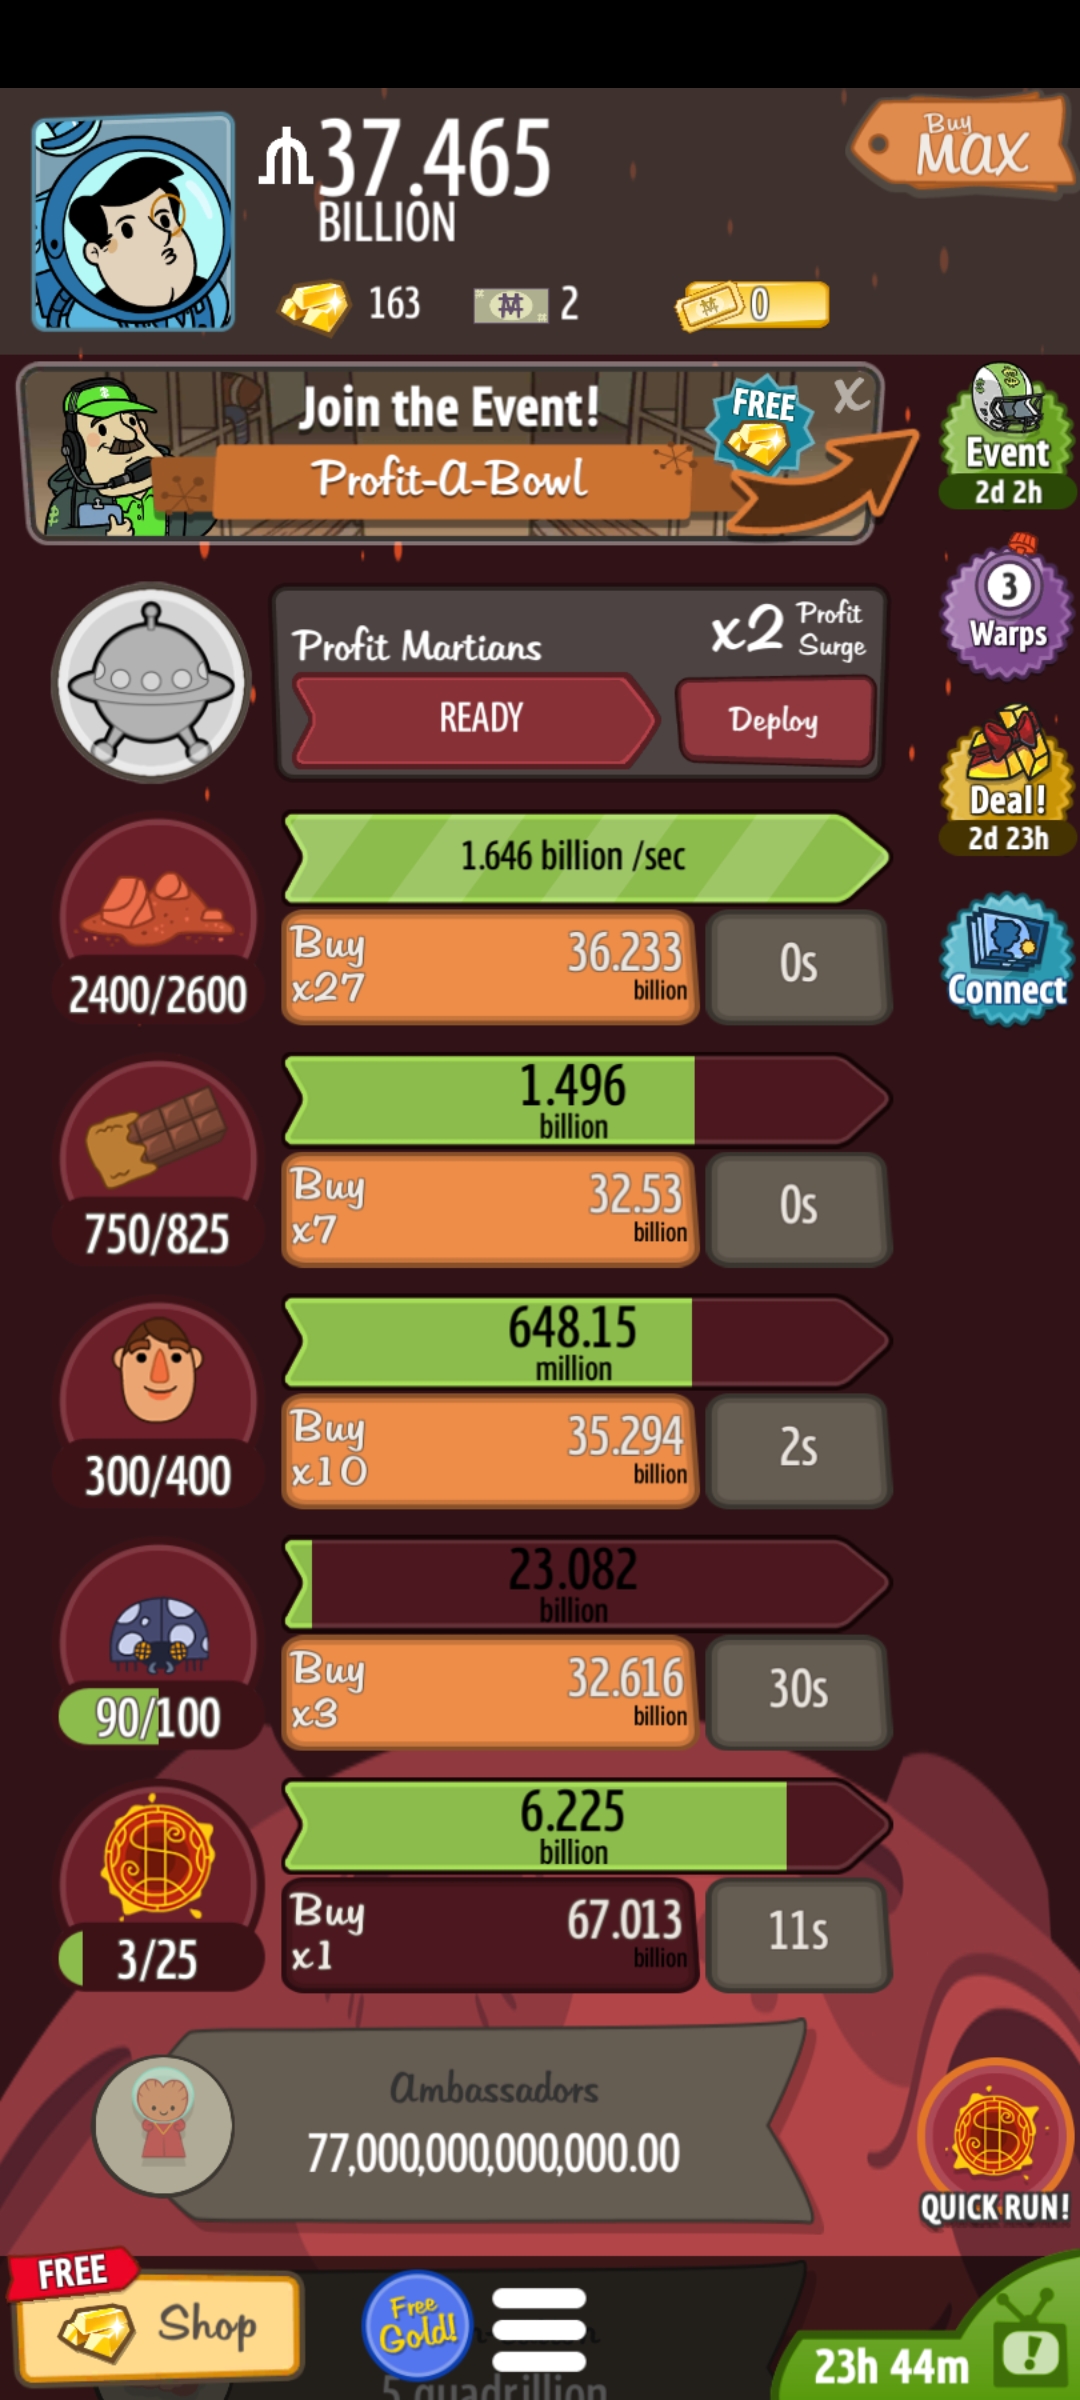 37.465
BILLION
Buy
MAX
163
2
0
Join the Event!
Profit-A-Bowl
FREE
X
Event
2d 2h
3
Warps
Deal!
2d 23h
Connect
Profit Martians
x2 Profit Surge
READY
Deploy
1.646 billion /sec
2400/2600
Buy
x27
36.233
billion
0s
1.496
billion
750/825
Buy
x7
32.53
billion
0s
648.15
million
300/400
Buy
x10
35.294
billion
2s
23.082
billion
90/100
Buy
x3
32.616
billion
30s
6.225
billion
3/25
Buy
x1
67.013
billion
11s
Ambassadors
77,000,000,000,000.00
QUICK RUN!
FREE
Shop
Free
Gold!
5 quadrillion
23h 44m
!